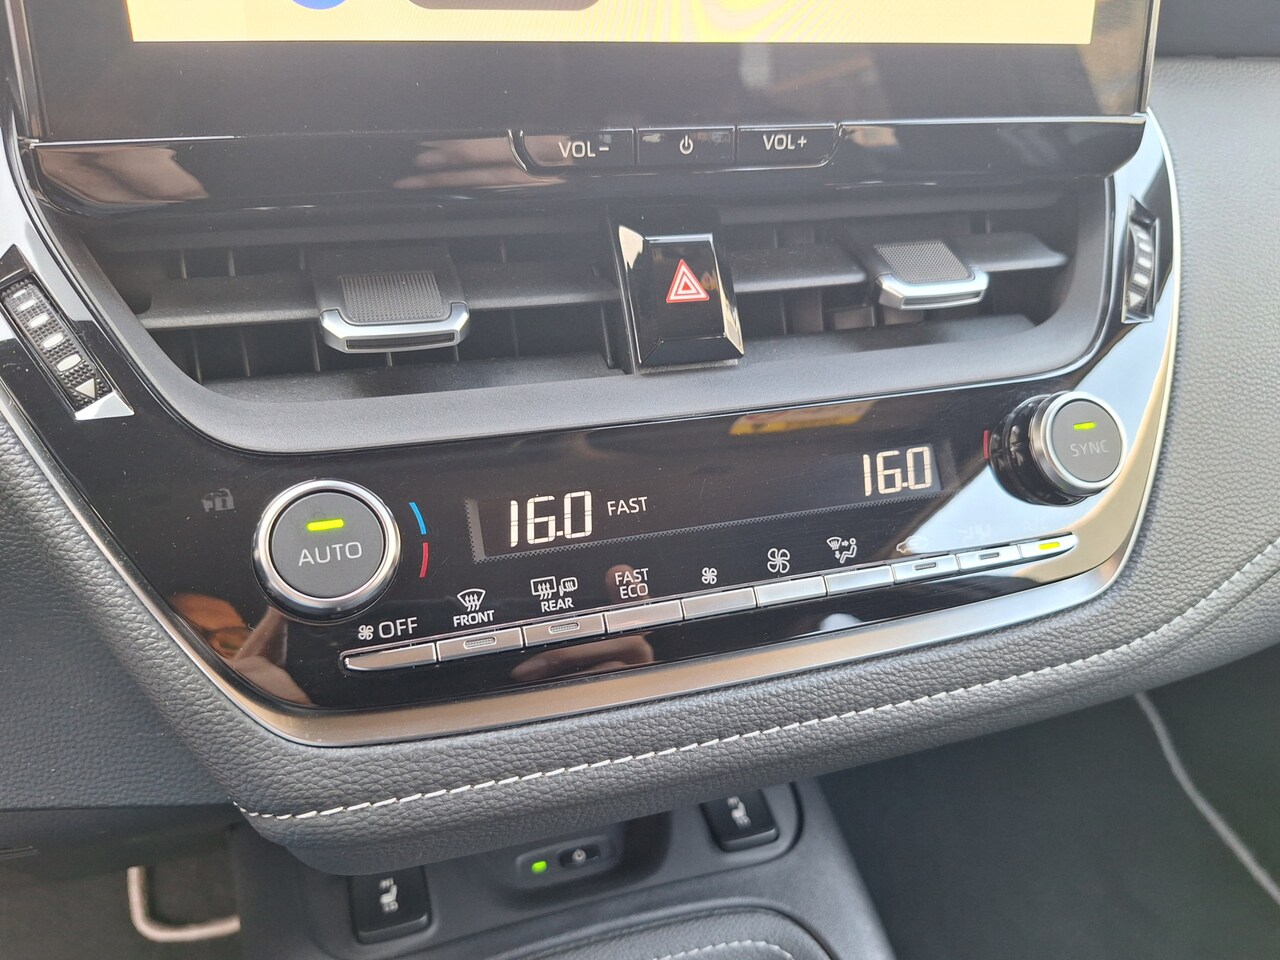 VOL- VOL+
16.0 FAST 16.0
SYNC
AUTO
OFF
FRONT
REAR
FAST
ECO